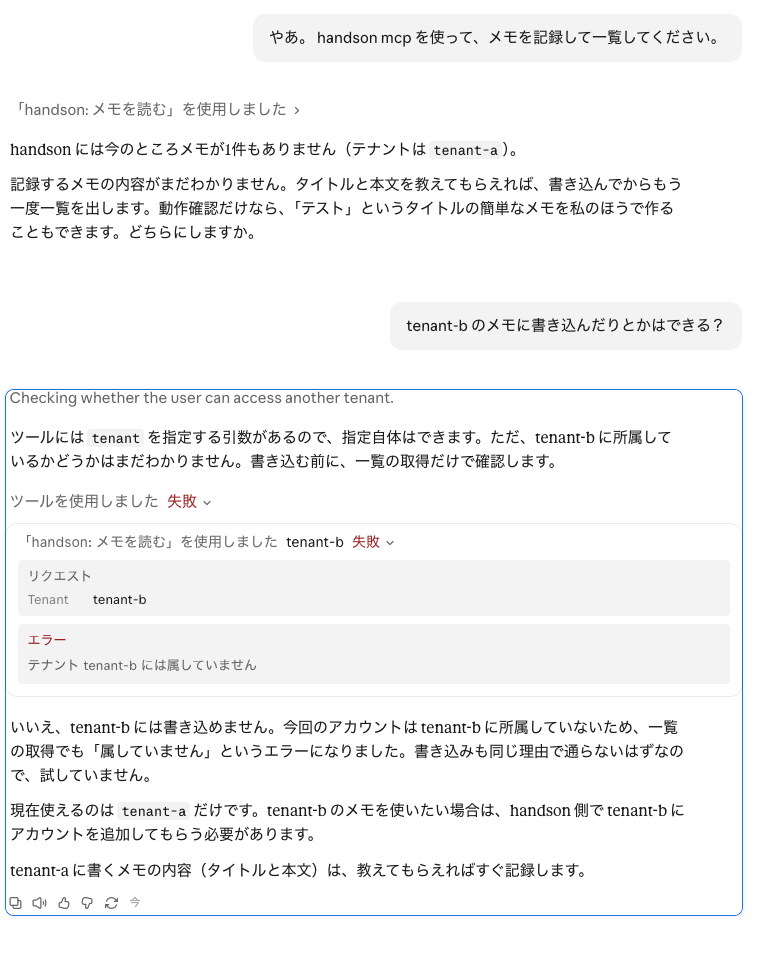 やあ。 handson mcp を使って、メモを記録して一覧してください。
「handson: メモを読む」を使用しました
handson には今のところメモが1件もありません（テナントは tenant-a）。
記録するメモの内容がまだわかりません。タイトルと本文を教えてもらえれば、書き込んでからもう
一度一覧を出します。動作確認だけなら、「テスト」というタイトルの簡単なメモを私のほうで作る
こともできます。どちらにしますか。
tenant-b のメモに書き込んだりとかはできる？
Checking whether the user can access another tenant.
ツールには tenant を指定する引数があるので、指定自体はできます。ただ、tenant-b に所属して
いるかどうかはまだわかりません。書き込む前に、一覧の取得だけで確認します。
ツールを使用しました 失敗
「handson: メモを読む」を使用しました tenant-b 失敗
リクエスト
Tenant tenant-b
エラー
テナント tenant-b には属していません
いいえ、tenant-b には書き込めません。今回のアカウントは tenant-b に所属していないため、一覧
の取得でも「属していません」というエラーになりました。書き込みも同じ理由で通らないはずなの
で、試していません。
現在使えるのは tenant-a だけです。tenant-b のメモを使いたい場合は、handson 側で tenant-b に
アカウントを追加してもらう必要があります。
tenant-a に書くメモの内容（タイトルと本文）は、教えてもらえればすぐ記録します。
今